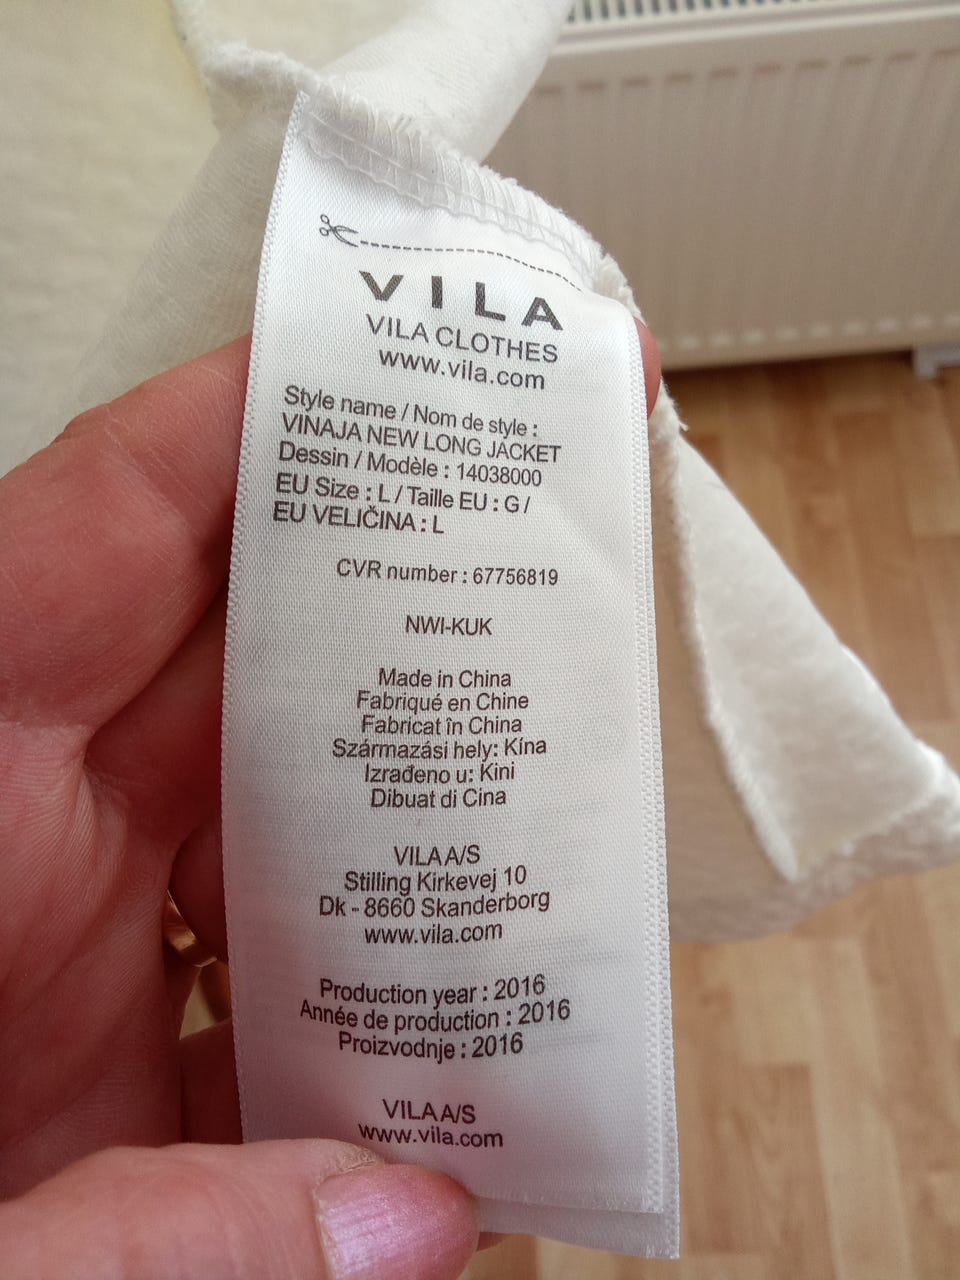 VILA
VILA CLOTHES
www.vila.com
Style name / Nom de style :
VINAJA NEW LONG JACKET
Dessin / Modèle : 14038000
EU Size : L / Taille EU : G /
EU VELIČINA : L
CVR number : 67756819
NWI-KUK
Made in China
Fabriqué en Chine
Fabricat în China
Származási hely: Kína
Izrađeno u: Kini
Dibuat di Cina
VILA A/S
Stilling Kirkevej 10
Dk - 8660 Skanderborg
www.vila.com
Production year : 2016
Année de production : 2016
Proizvodnje : 2016
VILA A/S
www.vila.com